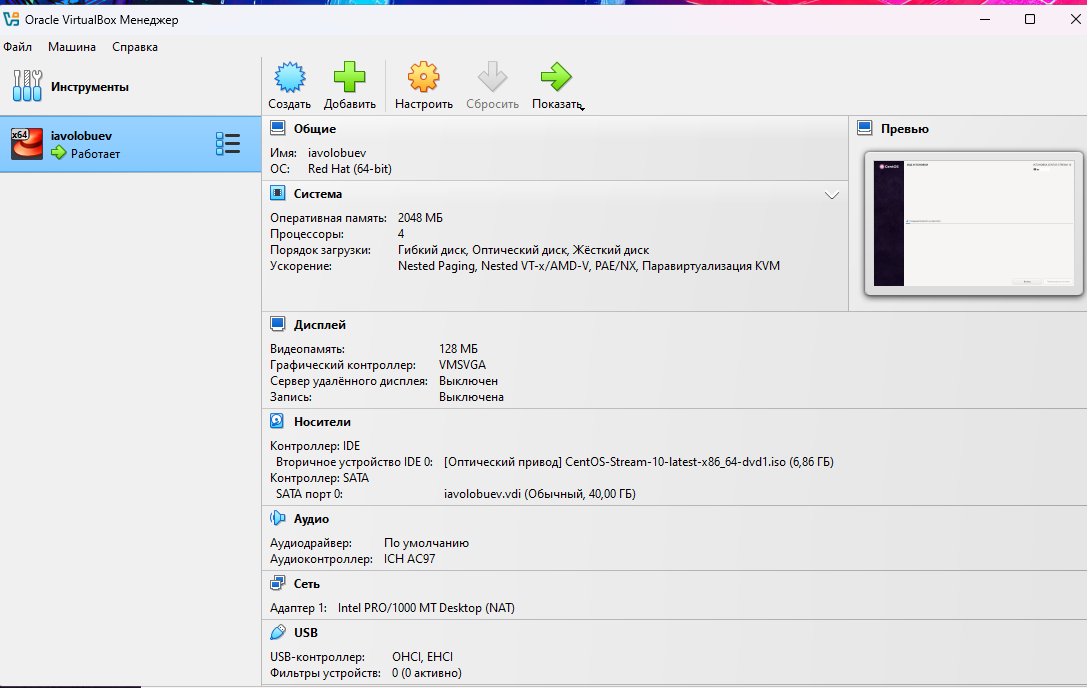 Oracle VirtualBox Менеджер
Файл Машина Справка
Инструменты
Создать Добавить Настроить Сбросить Показать
x64 iavolobuev
Работает
Общие
Имя: iavolobuev
ОС: Red Hat (64-bit)
Превью
CentOS
Система
Оперативная память: 2048 МБ
Процессоры: 4
Порядок загрузки: Гибкий диск, Оптический диск, Жёсткий диск
Ускорение: Nested Paging, Nested VT-x/AMD-V, PAE/NX, Паравиртуализация KVM
Дисплей
Видеопамять: 128 МБ
Графический контроллер: VMSVGA
Сервер удалённого дисплея: Выключен
Запись: Выключена
Носители
Контроллер: IDE
Вторичное устройство IDE 0: [Оптический привод] CentOS-Stream-10-latest-x86_64-dvd1.iso (6,86 ГБ)
Контроллер: SATA
SATA порт 0: iavolobuev.vdi (Обычный, 40,00 ГБ)
Аудио
Аудиодрайвер: По умолчанию
Аудиоконтроллер: ICH AC97
Сеть
Адаптер 1: Intel PRO/1000 MT Desktop (NAT)
USB
USB-контроллер: OHCI, EHCI
Фильтры устройств: 0 (0 активно)